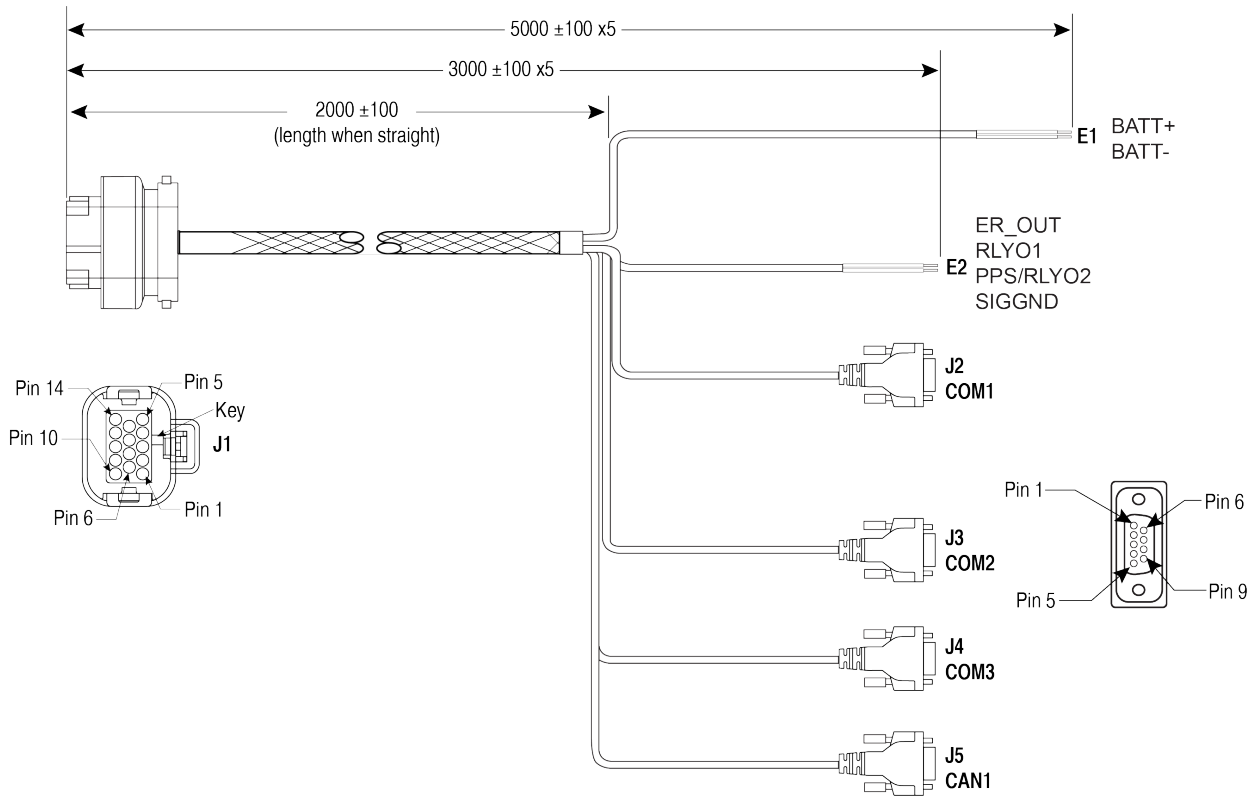 5000 ±100 x5
3000 ±100 x5
2000 ±100
(length when straight)
E1
BATT+
BATT-
ER_OUT
RLYO1
E2
PPS/RLYO2
SIGGND
J2
COM1
Pin 14
Pin 5
Key
Pin 10
J1
Pin 1
Pin 6
Pin 1
Pin 6
J3
COM2
Pin 5
Pin 9
J4
COM3
J5
CAN1